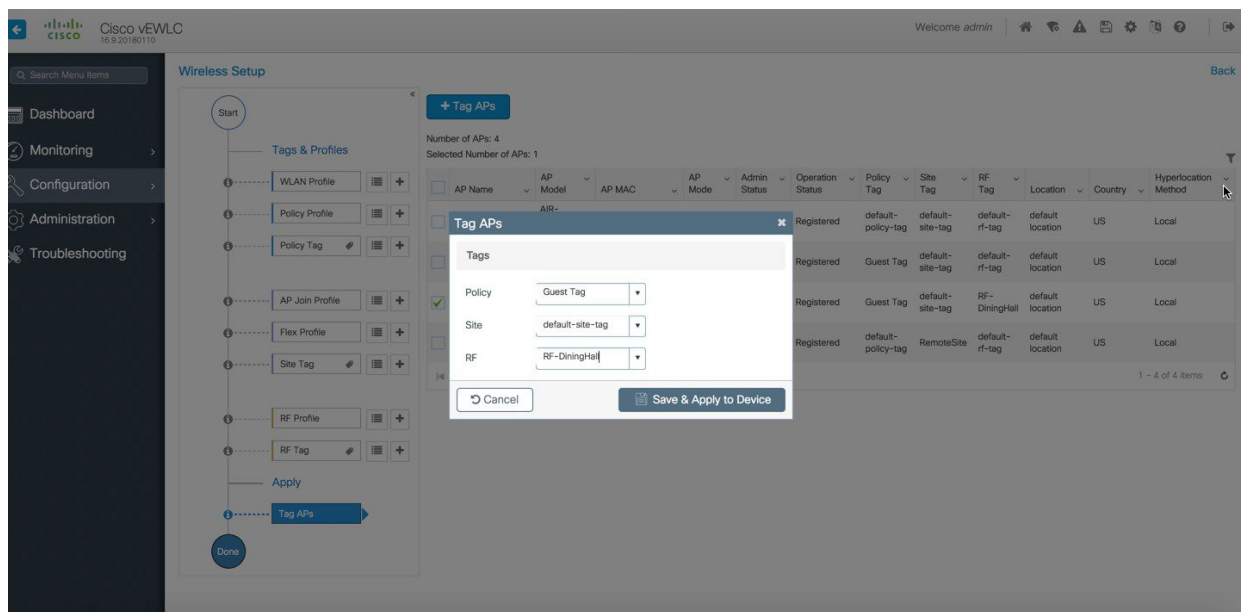 cisco
Cisco vEWLC
16.9.20180110
Welcome admin
Search Menu Items
Dashboard
Monitoring
Configuration
Administration
Troubleshooting
Wireless Setup
Back
Start
Tags & Profiles
WLAN Profile
Policy Profile
Policy Tag
AP Join Profile
Flex Profile
Site Tag
RF Profile
RF Tag
Apply
Tag APs
Done
+ Tag APs
Number of APs: 4
Selected Number of APs: 1
AP Name
AP Model
AP MAC
AP Mode
Admin Status
Operation Status
Policy Tag
Site Tag
RF Tag
Location
Country
Hyperlocation Method
AIR-
Registered
default-policy-tag
default-site-tag
default-rf-tag
default location
US
Local
Registered
Guest Tag
default-site-tag
default-rf-tag
default location
US
Local
Registered
Guest Tag
default-site-tag
RF-DiningHall
default location
US
Local
Registered
default-policy-tag
RemoteSite
default-rf-tag
default location
US
Local
1 - 4 of 4 items
Tag APs
Tags
Policy
Guest Tag
Site
default-site-tag
RF
RF-DiningHall
Cancel
Save & Apply to Device